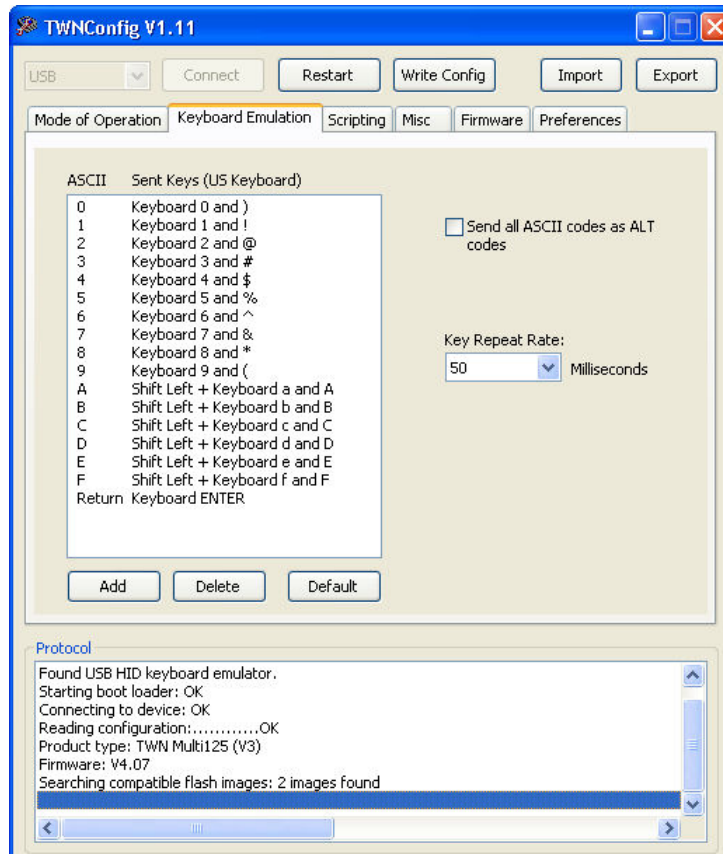 TWNConfig V1.11
USB
Connect
Restart
Write Config
Import
Export
Mode of Operation
Keyboard Emulation
Scripting
Misc
Firmware
Preferences
ASCII Sent Keys (US Keyboard)
0 Keyboard 0 and )
1 Keyboard 1 and !
2 Keyboard 2 and @
3 Keyboard 3 and #
4 Keyboard 4 and $
5 Keyboard 5 and %
6 Keyboard 6 and ^
7 Keyboard 7 and &
8 Keyboard 8 and *
9 Keyboard 9 and (
A Shift Left + Keyboard a and A
B Shift Left + Keyboard b and B
C Shift Left + Keyboard c and C
D Shift Left + Keyboard d and D
E Shift Left + Keyboard e and E
F Shift Left + Keyboard f and F
Return Keyboard ENTER
Send all ASCII codes as ALT
codes
Key Repeat Rate:
50 Milliseconds
Add
Delete
Default
Protocol
Found USB HID keyboard emulator.
Starting boot loader: OK
Connecting to device: OK
Reading configuration:............OK
Product type: TWN Multi125 (V3)
Firmware: V4.07
Searching compatible flash images: 2 images found